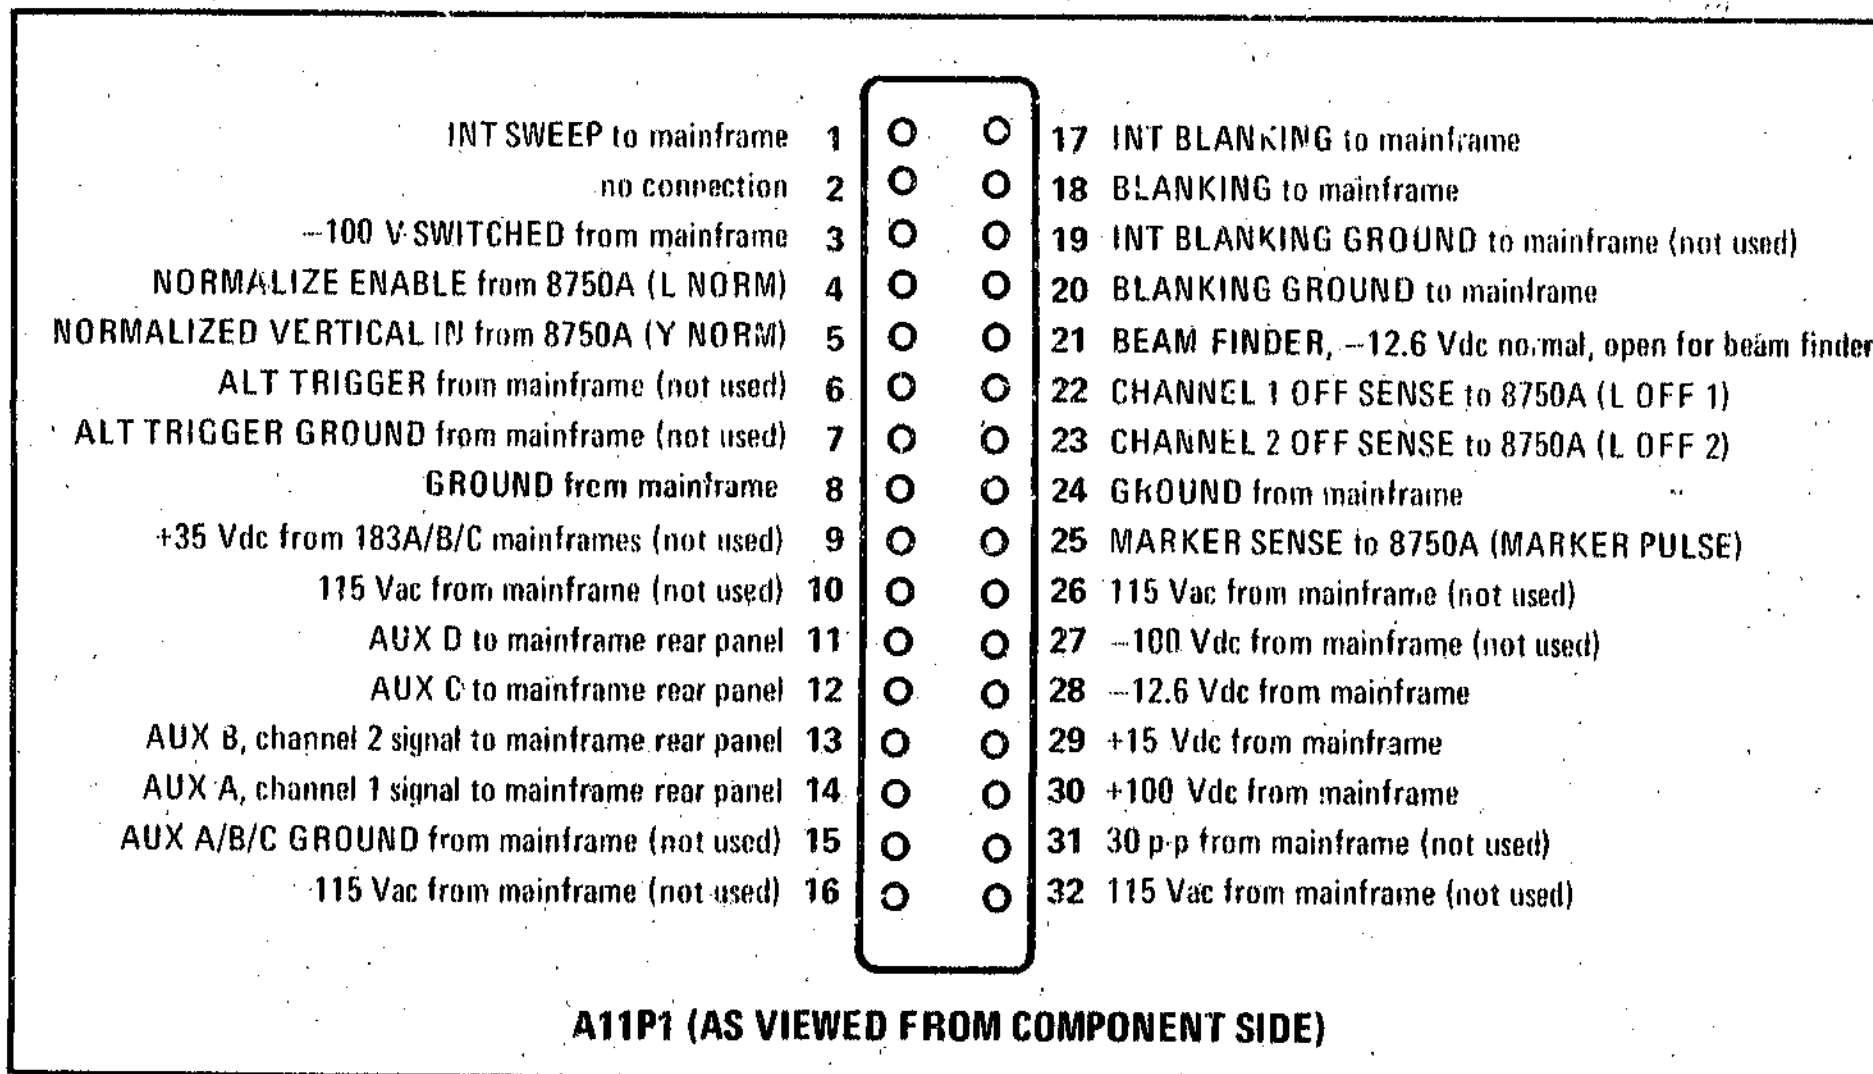 INT SWEEP to mainframe 1
no connection 2
–100 V SWITCHED from mainframe 3
NORMALIZE ENABLE from 8750A (L NORM) 4
NORMALIZED VERTICAL IN from 8750A (Y NORM) 5
ALT TRIGGER from mainframe (not used) 6
ALT TRIGGER GROUND from mainframe (not used) 7
GROUND from mainframe 8
+35 Vdc from 183A/B/C mainframes (not used) 9
115 Vac from mainframe (not used) 10
AUX D to mainframe rear panel 11
AUX C to mainframe rear panel 12
AUX B, channel 2 signal to mainframe rear panel 13
AUX A, channel 1 signal to mainframe rear panel 14
AUX A/B/C GROUND from mainframe (not used) 15
115 Vac from mainframe (not used) 16
17 INT BLANKING to mainframe
18 BLANKING to mainframe
19 INT BLANKING GROUND to mainframe (not used)
20 BLANKING GROUND to mainframe
21 BEAM FINDER, –12.6 Vdc normal, open for beam finder
22 CHANNEL 1 OFF SENSE to 8750A (L OFF 1)
23 CHANNEL 2 OFF SENSE to 8750A (L OFF 2)
24 GROUND from mainframe
25 MARKER SENSE to 8750A (MARKER PULSE)
26 115 Vac from mainframe (not used)
27 –100 Vdc from mainframe (not used)
28 –12.6 Vdc from mainframe
29 +15 Vdc from mainframe
30 +100 Vdc from mainframe
31 30 p-p from mainframe (not used)
32 115 Vac from mainframe (not used)
A11P1 (AS VIEWED FROM COMPONENT SIDE)